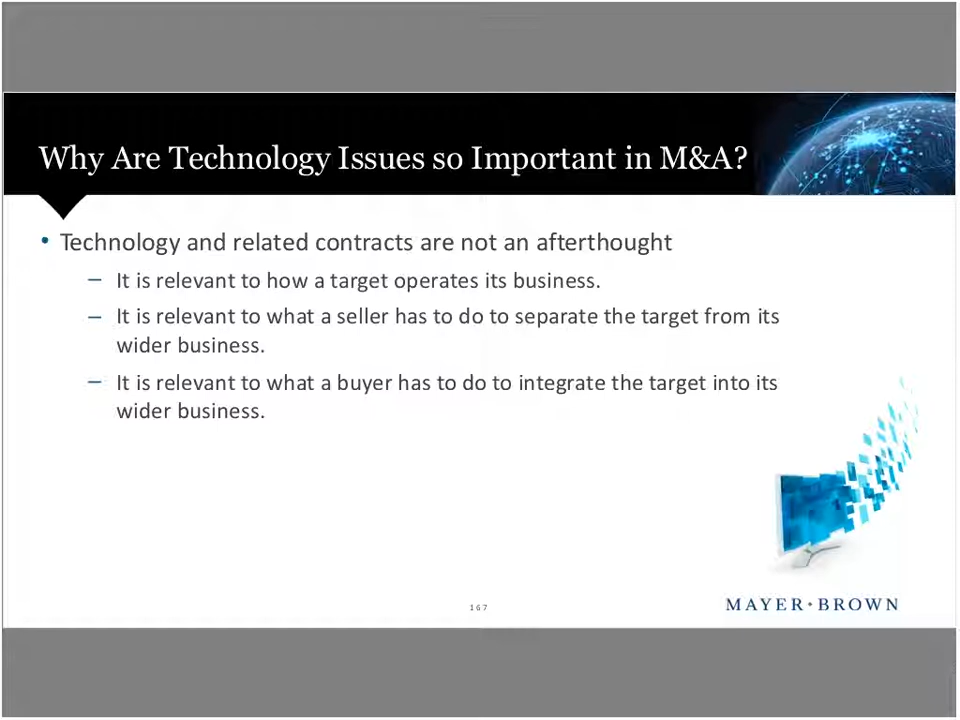 Why Are Technology Issues so Important in M&A?
• Technology and related contracts are not an afterthought
– It is relevant to how a target operates its business.
– It is relevant to what a seller has to do to separate the target from its
wider business.
– It is relevant to what a buyer has to do to integrate the target into its
wider business.
167
MAYER•BROWN